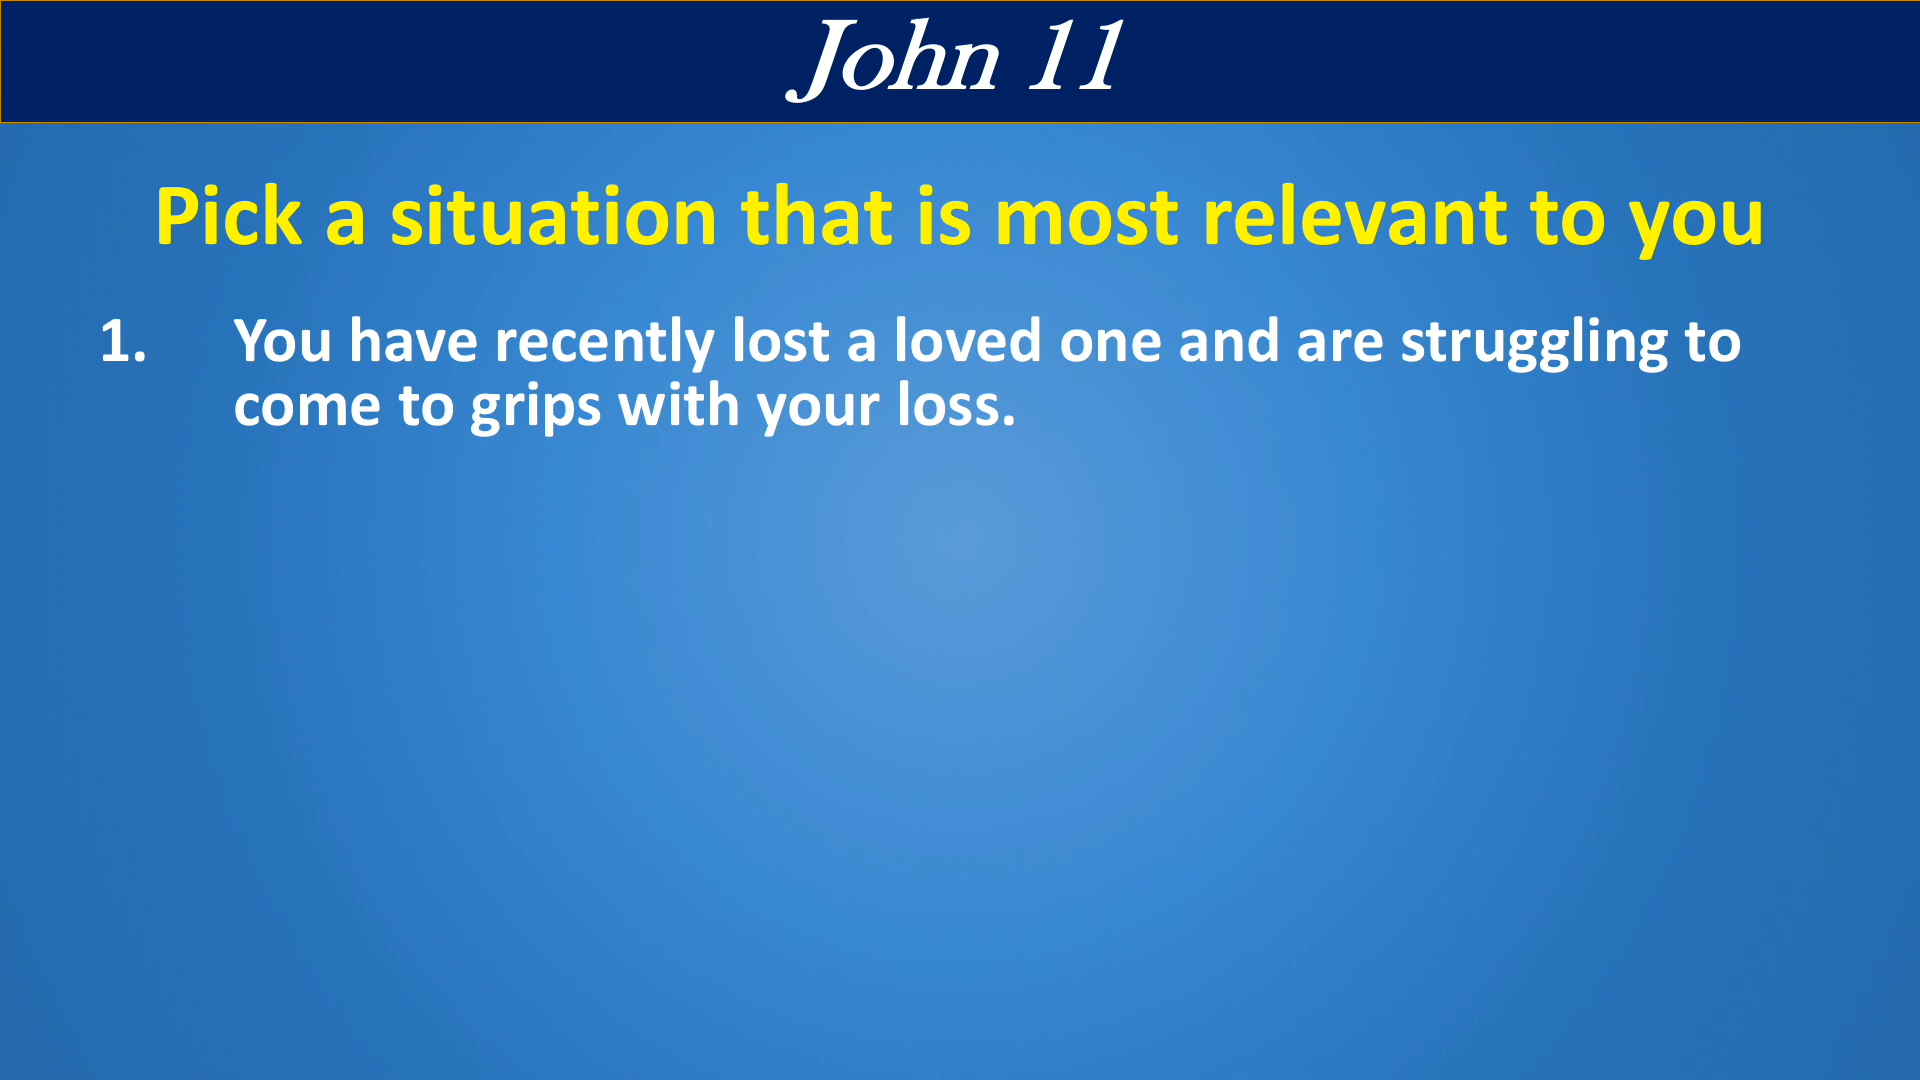 John 11
Pick a situation that is most relevant to you
1. You have recently lost a loved one and are struggling to
come to grips with your loss.